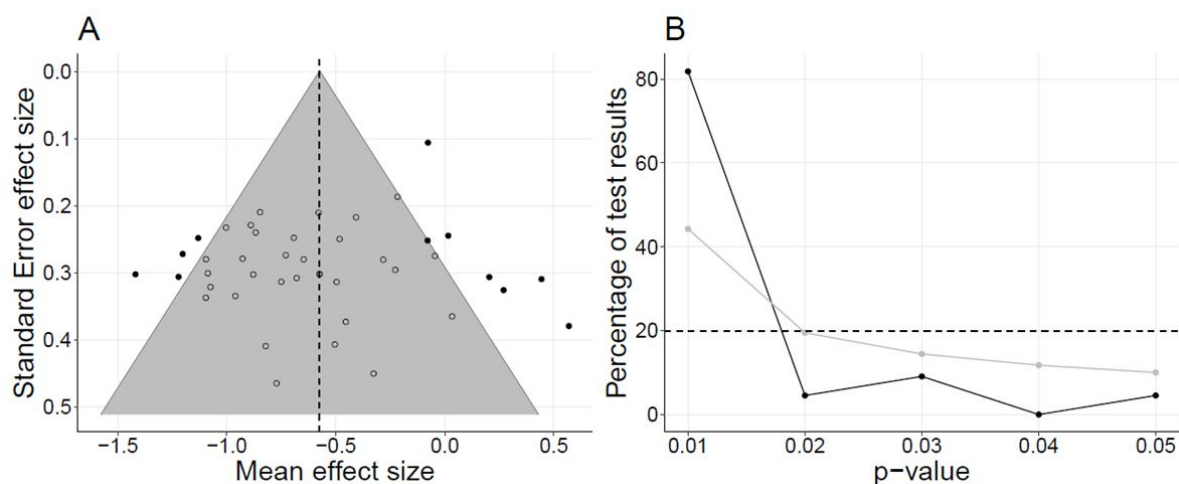 A
Standard Error effect size
0.0
0.1
0.2
0.3
0.4
0.5
−1.5 −1.0 −0.5 0.0 0.5
Mean effect size
B
Percentage of test results
80
60
40
20
0
0.01 0.02 0.03 0.04 0.05
p−value